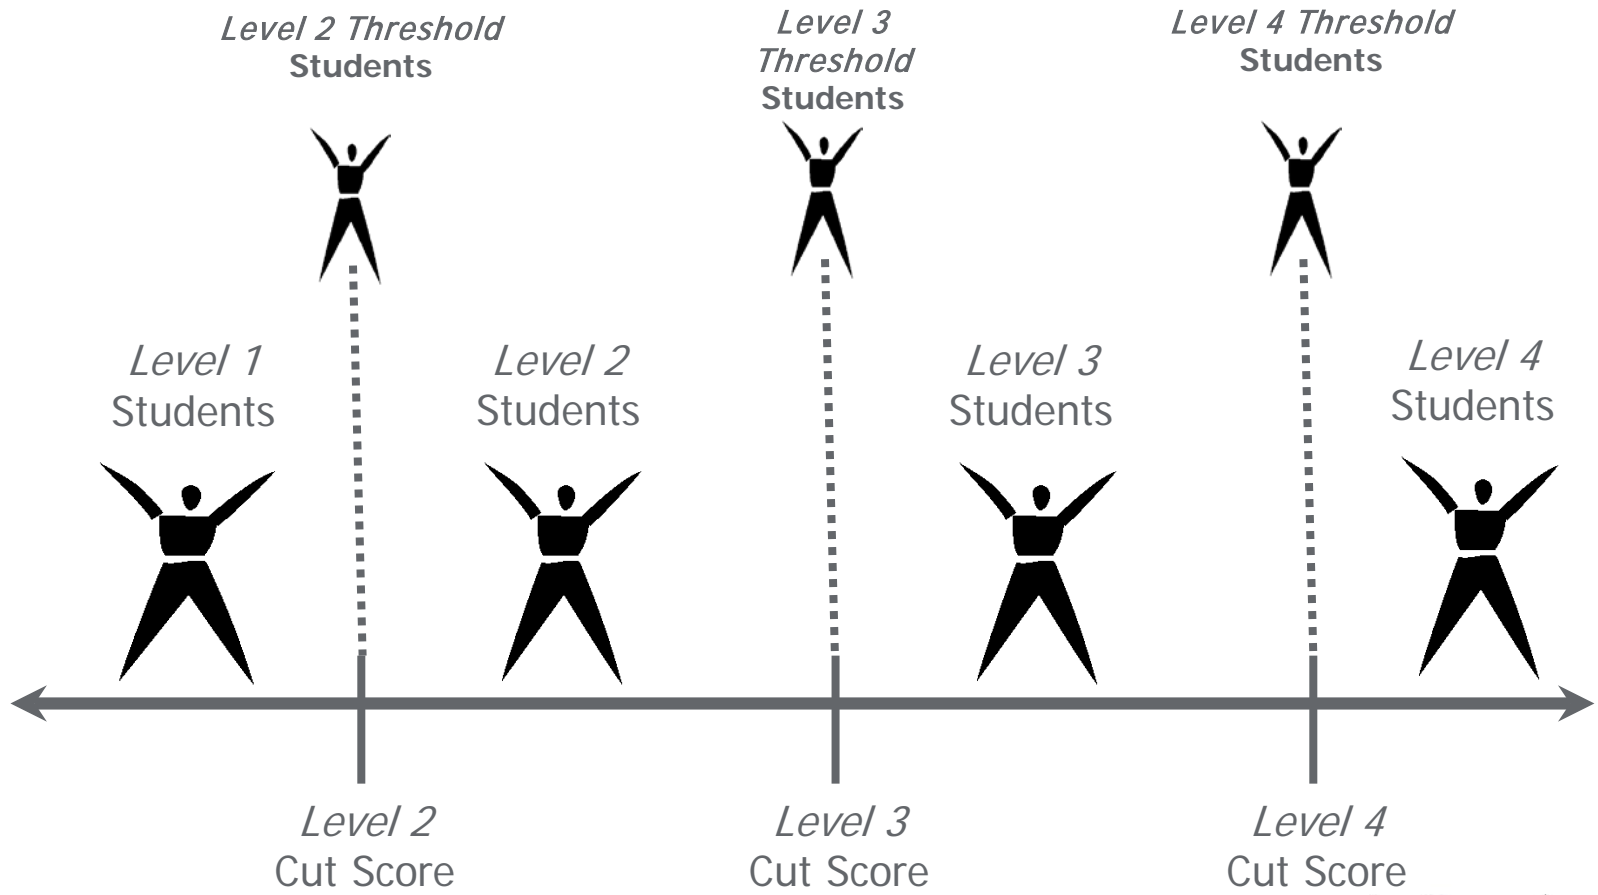 Level 2 Threshold
Students
Level 3
Threshold
Students
Level 4 Threshold
Students
Level 1
Students
Level 2
Students
Level 3
Students
Level 4
Students
Level 2
Cut Score
Level 3
Cut Score
Level 4
Cut Score